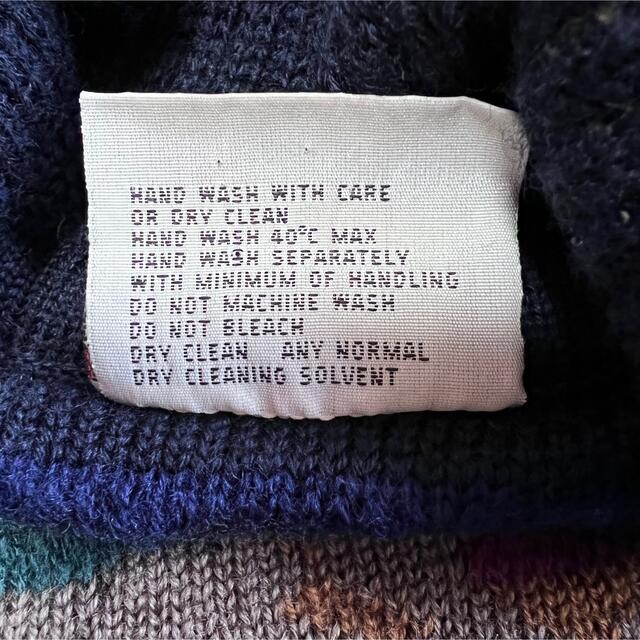 HAND WASH WITH CARE
OR DRY CLEAN
HAND WASH 40°C MAX
HAND WASH SEPARATELY
WITH MINIMUM OF HANDLING
DO NOT MACHINE WASH
DO NOT BLEACH
DRY CLEAN ANY NORMAL
DRY CLEANING SOLVENT